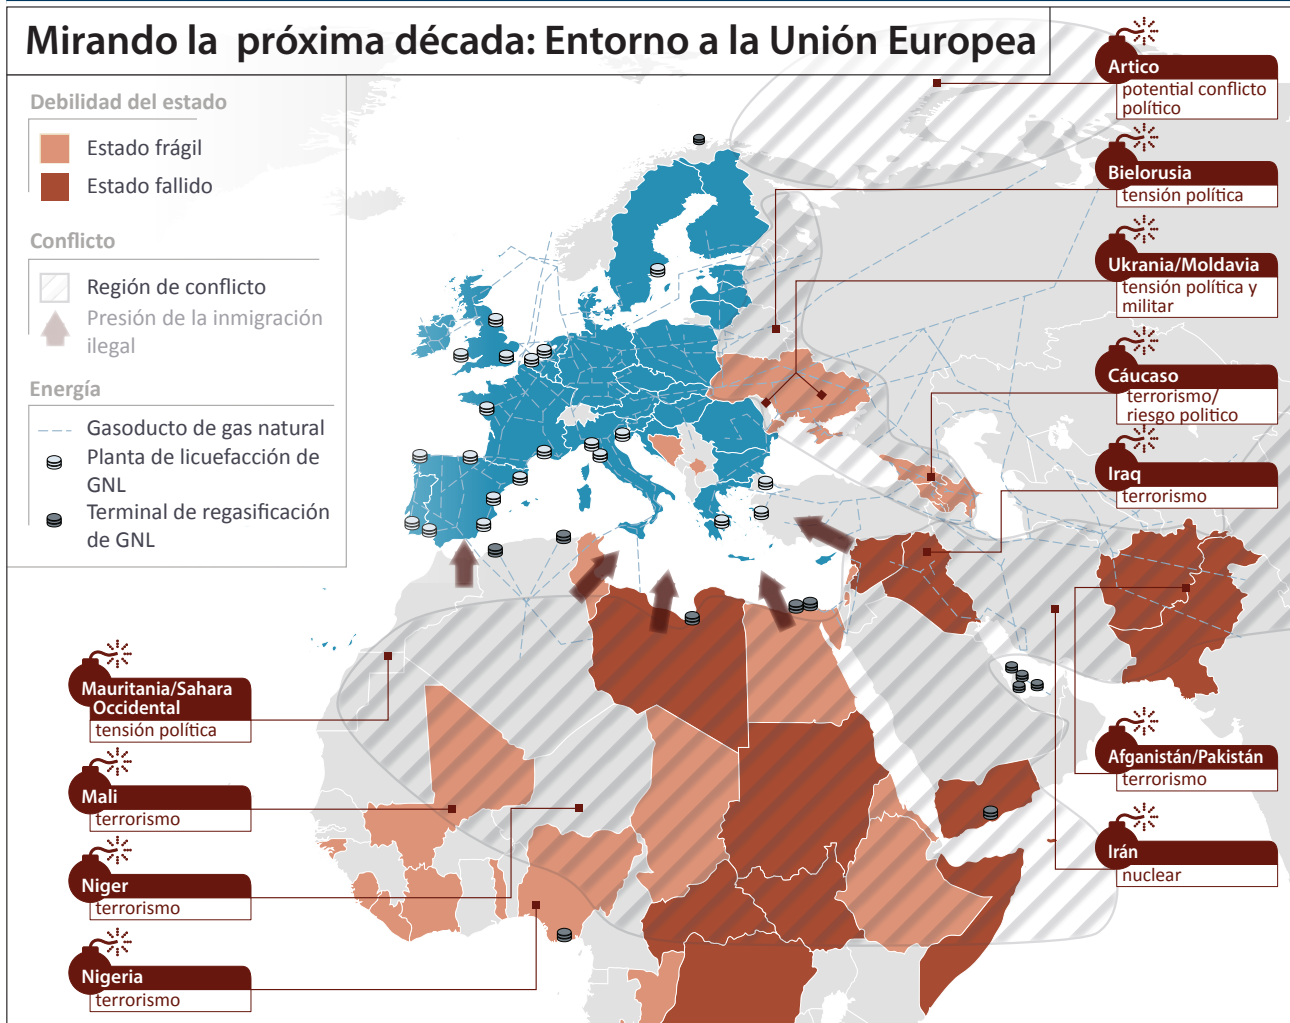 Mirando la próxima década: Entorno a la Unión Europea
Debilidad del estado
Estado frágil
Estado fallido
Conflicto
Región de conflicto
Presión de la inmigración
ilegal
Energía
Gasoducto de gas natural
Planta de licuefacción de
GNL
Terminal de regasificación
de GNL
Artico
potential conflicto
político
Bielorusia
tensión política
Ukrania/Moldavia
tensión política y
militar
Cáucaso
terrorismo/
riesgo politico
Iraq
terrorismo
Afganistán/Pakistán
terrorismo
Irán
nuclear
Mauritania/Sahara
Occidental
tensión política
Mali
terrorismo
Niger
terrorismo
Nigeria
terrorismo